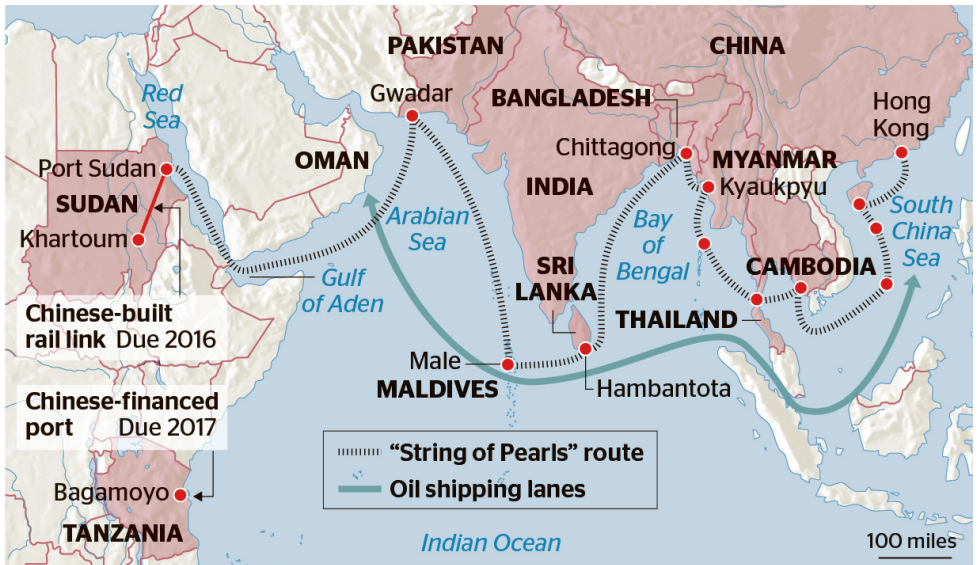 PAKISTAN
CHINA
Gwadar
Red
Sea
BANGLADESH
Hong
Kong
Chittagong
Port Sudan
OMAN
MYANMAR
SUDAN
INDIA
Kyaukpyu
Khartoum
Arabian
Sea
Bay
of
Bengal
South
China
Sea
Gulf
of Aden
SRI
LANKA
CAMBODIA
Chinese-built
rail link Due 2016
THAILAND
Male
MALDIVES
Hambantota
Chinese-financed
port Due 2017
"String of Pearls" route
Oil shipping lanes
Bagamoyo
TANZANIA
Indian Ocean
100 miles